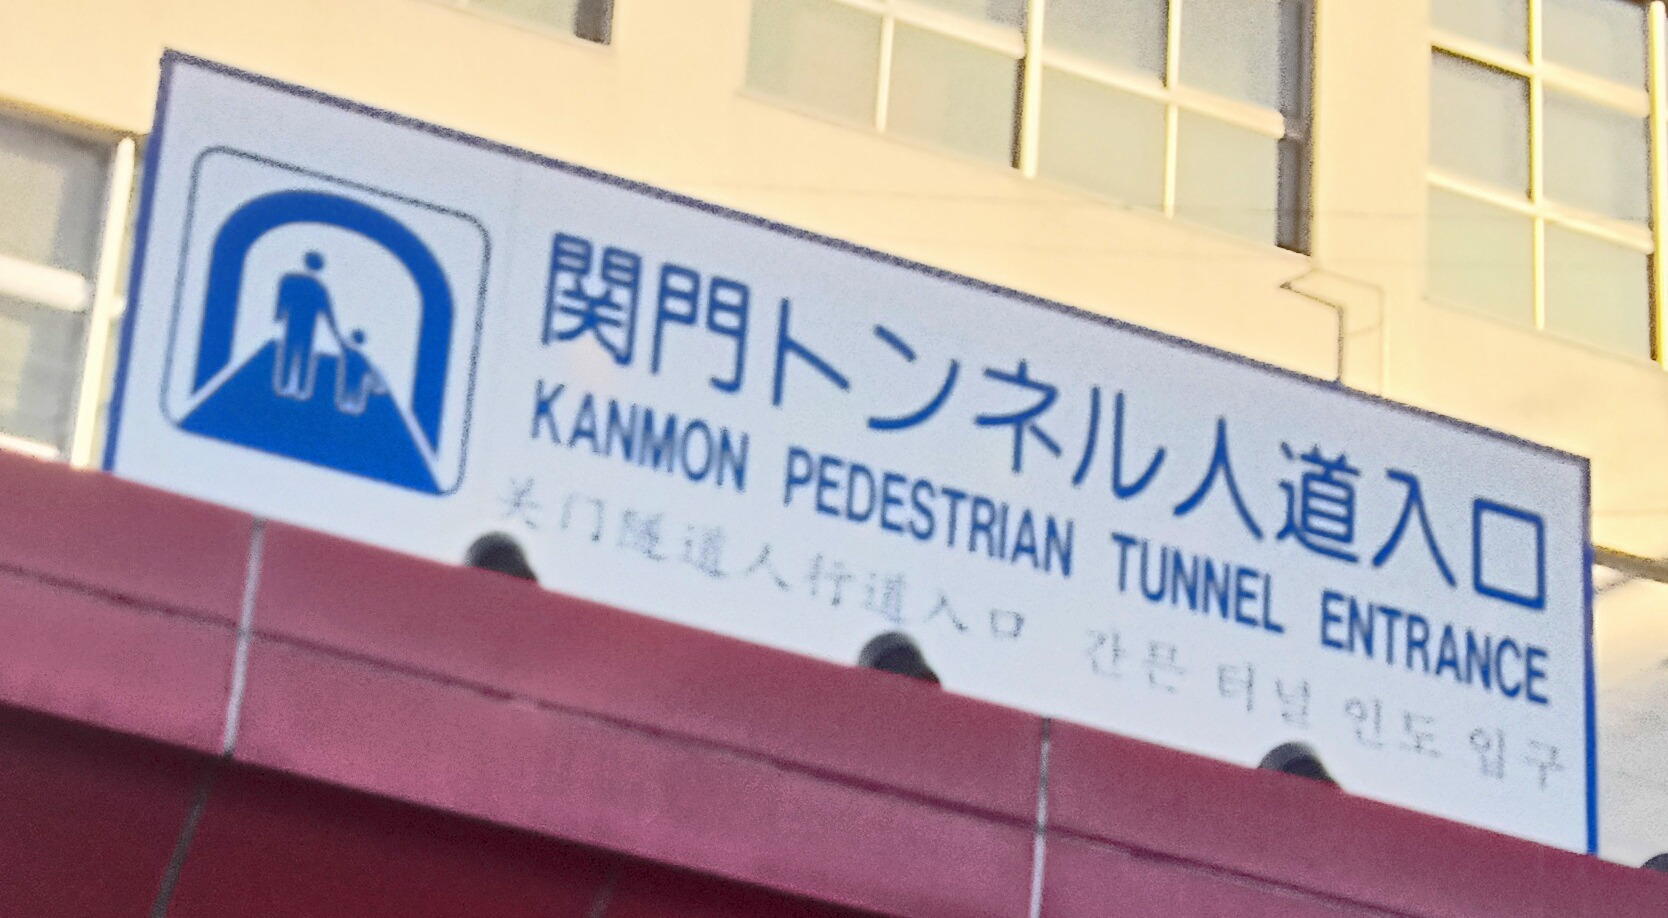 関門トンネル人道入口
KANMON PEDESTRIAN TUNNEL ENTRANCE
关门隧道人行道入口 간몬 터널 인도 입구